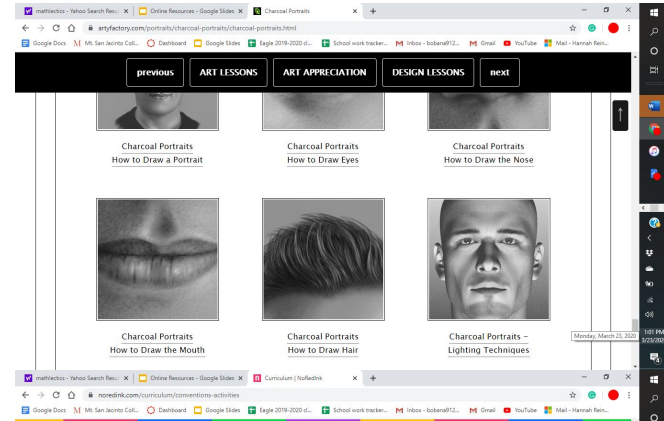 mathlectics - Yahoo Search Resu
Online Resources - Google Slides
Charcoal Portraits
artyfactory.com/portraits/charcoal-portraits/charcoal-portraits.html
Google Docs
Mt. San Jacinto Coll...
Dashboard
Google Slides
Eagle 2019-2020 cl...
School work tracker...
Inbox - bobana912...
Gmail
YouTube
Mail - Hannah Rein...
previous
ART LESSONS
ART APPRECIATION
DESIGN LESSONS
next
Charcoal Portraits
How to Draw a Portrait
Charcoal Portraits
How to Draw Eyes
Charcoal Portraits
How to Draw the Nose
Charcoal Portraits
How to Draw the Mouth
Charcoal Portraits
How to Draw Hair
Charcoal Portraits –
Lighting Techniques
Monday, March 23, 2020
1:01 PM
3/23/202
mathlectics - Yahoo Search Resu
Online Resources - Google Slides
Curriculum | NoRedInk
noredink.com/curriculum/conventions-activities
Google Docs
Mt. San Jacinto Coll...
Dashboard
Google Slides
Eagle 2019-2020 cl...
School work tracker...
Inbox - bobana912...
Gmail
YouTube
Mail - Hannah Rein...